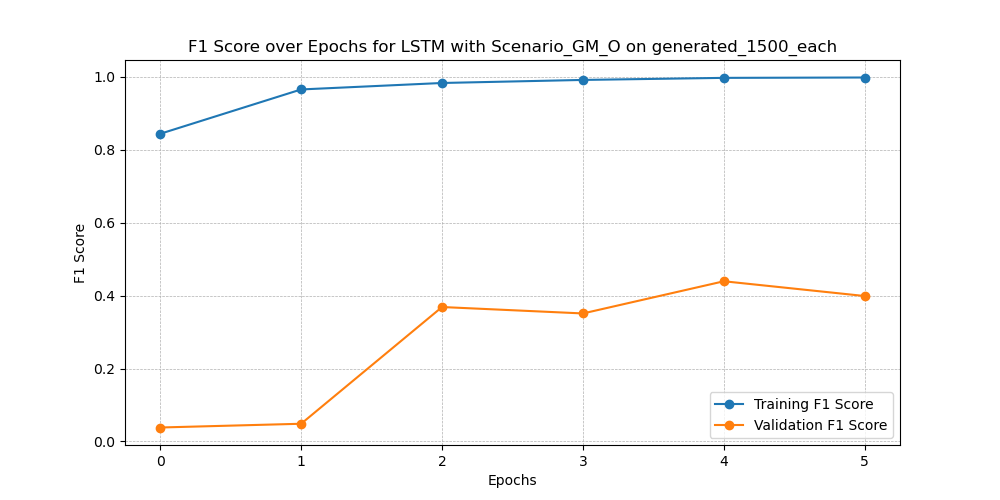 F1 Score over Epochs for LSTM with Scenario_GM_O on generated_1500_each
1.0
0.8
0.6
0.4
0.2
0.0
F1 Score
Training F1 Score
Validation F1 Score
0 1 2 3 4 5
Epochs